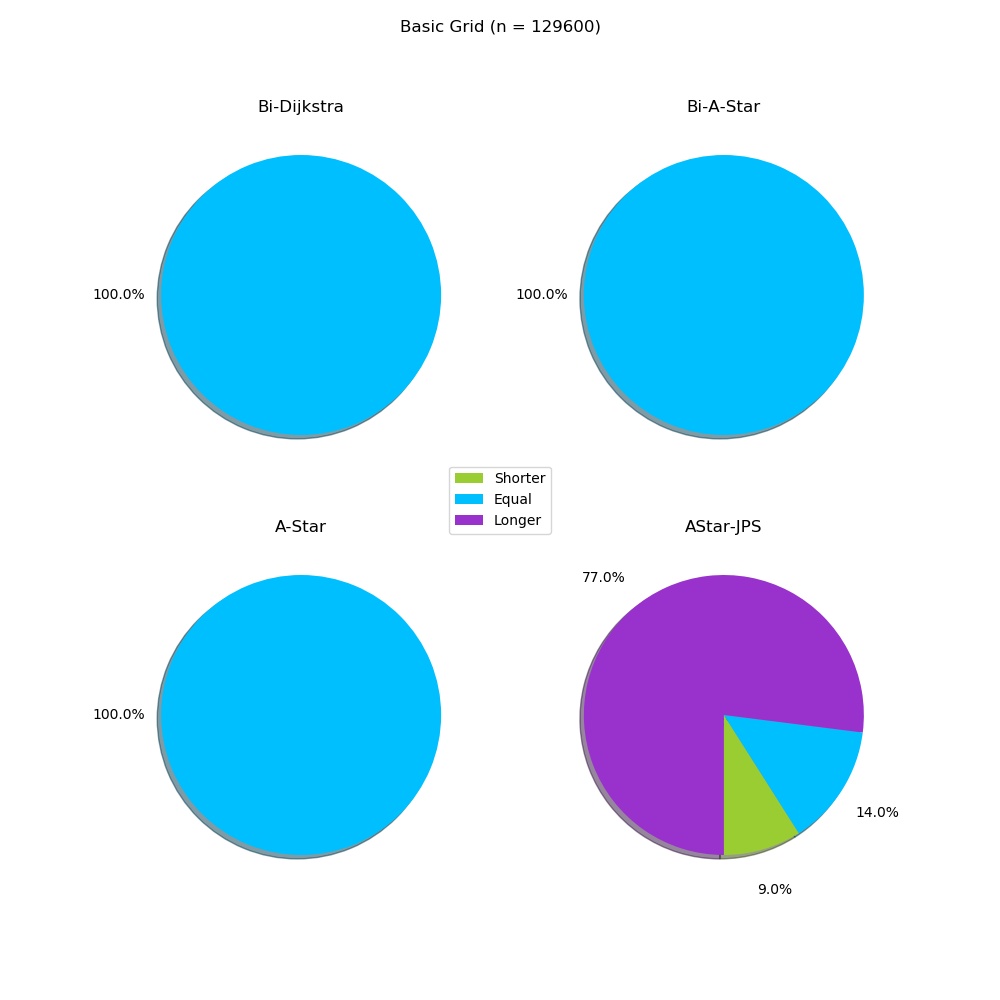 Basic Grid (n = 129600)
Bi-Dijkstra
Bi-A-Star
100.0%
100.0%
Shorter
Equal
Longer
A-Star
AStar-JPS
100.0%
77.0%
14.0%
9.0%